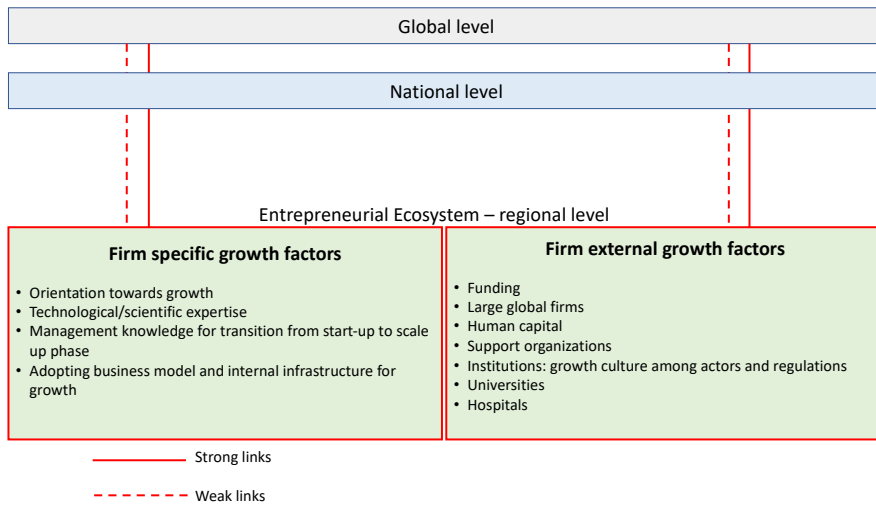 Global level
National level
Entrepreneurial Ecosystem – regional level
Firm specific growth factors
• Orientation towards growth
• Technological/scientific expertise
• Management knowledge for transition from start-up to scale
up phase
• Adopting business model and internal infrastructure for
growth
Firm external growth factors
• Funding
• Large global firms
• Human capital
• Support organizations
• Institutions: growth culture among actors and regulations
• Universities
• Hospitals
Strong links
Weak links